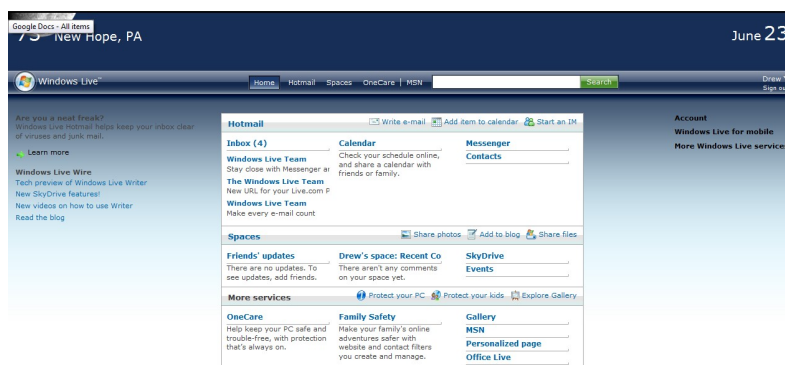 Google Docs - All items
New Hope, PA
June 23
Windows Live™
Home Hotmail Spaces OneCare | MSN
Search
Drew
Sign ou
Are you a neat freak?
Windows Live Hotmail helps keep your inbox clear
of viruses and junk mail.
Learn more
Windows Live Wire
Tech preview of Windows Live Writer
New SkyDrive features!
New videos on how to use Writer
Read the blog
Hotmail
Write e-mail Add item to calendar Start an IM
Inbox (4)
Windows Live Team
Stay close with Messenger ar
The Windows Live Team
New URL for your Live.com P
Windows Live Team
Make every e-mail count
Calendar
Check your schedule online,
and share a calendar with
friends or family.
Messenger
Contacts
Spaces
Share photos Add to blog Share files
Friends' updates
There are no updates. To
see updates, add friends.
Drew's space: Recent Co
There aren't any comments
on your space yet.
SkyDrive
Events
More services
Protect your PC Protect your kids Explore Gallery
OneCare
Help keep your PC safe and
trouble-free, with protection
that's always on.
Family Safety
Make your family's online
adventures safer with
website and contact filters
you create and manage.
Gallery
MSN
Personalized page
Office Live
Account
Windows Live for mobile
More Windows Live service